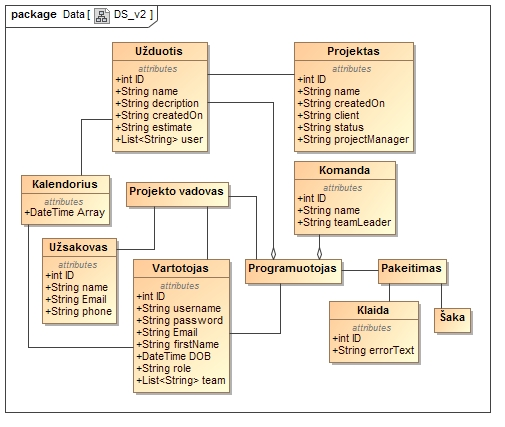 package Data [ DS_v2 ]
Užduotis
attributes
+int ID
+String name
+String decription
+String createdOn
+String estimate
+List<String> user
Projektas
attributes
+int ID
+String name
+String createdOn
+String client
+String status
+String projectManager
Komanda
attributes
+int ID
+String name
+String teamLeader
Kalendorius
attributes
+DateTime Array
Projekto vadovas
Užsakovas
attributes
+int ID
+String name
+String Email
+String phone
Vartotojas
attributes
+int ID
+String username
+String password
+String Email
+String firstName
+DateTime DOB
+String role
+List<String> team
Programuotojas
Pakeitimas
Klaida
attributes
+int ID
+String errorText
Šaka